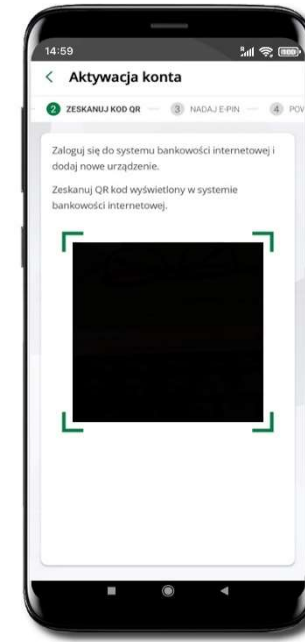 14:59
Aktywacja konta
2 ZESKANUJ KOD QR 3 NADAJ E-PIN 4 POW
Zaloguj się do systemu bankowości internetowej i
dodaj nowe urządzenie.
Zeskanuj QR kod wyświetlony w systemie
bankowości internetowej.